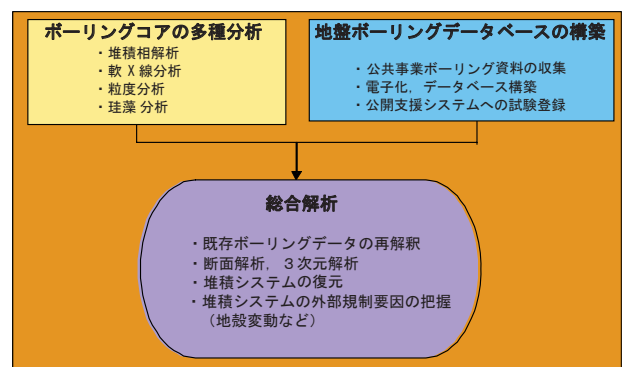 ボーリングコアの多種分析
・堆積相解析
・軟 X 線分析
・粒度分析
・珪藻 分析
地盤ボーリングデータベースの構築
・公共事業ボーリング資料の収集
・電子化，データベース構築
・公開支援システムへの試験登録
総合解析
・既存ボーリングデータの再解釈
・断面解析，３次元解析
・堆積システムの復元
・堆積システムの外部規制要因の把握
（地殻変動など）